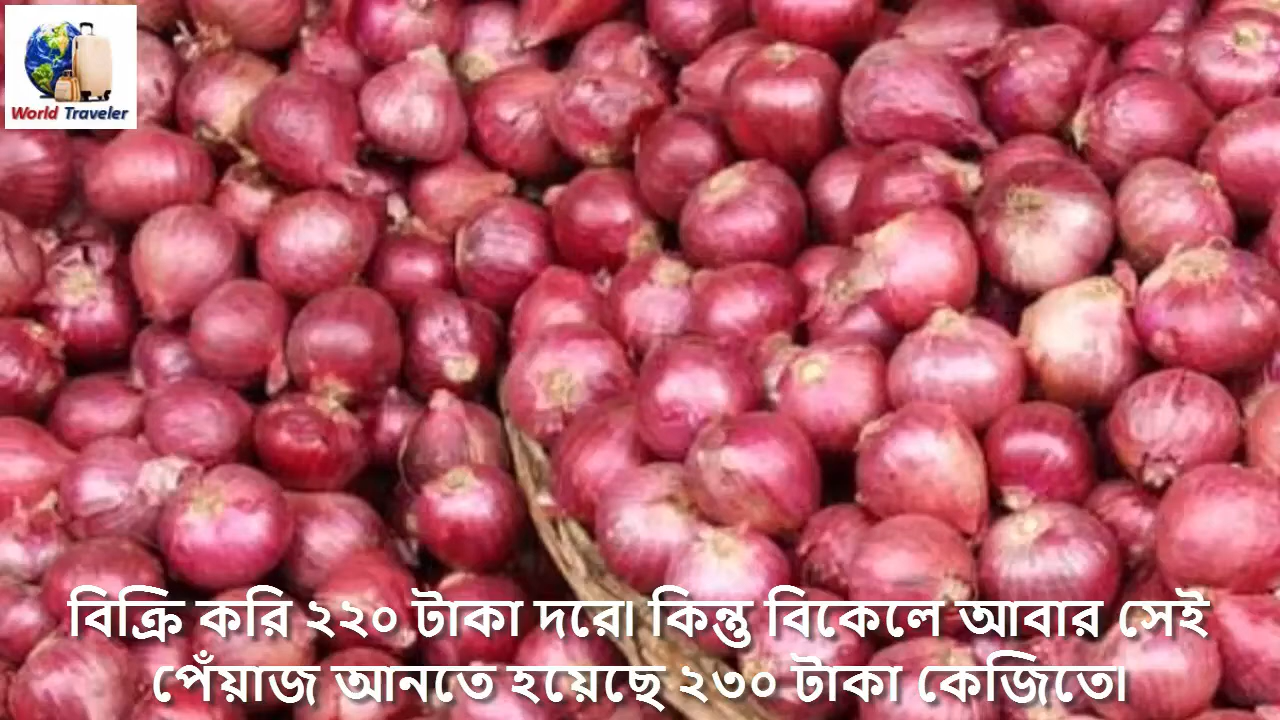 World Traveler
বিক্রি করি ২২০ টাকা দরে। কিন্তু বিকেলে আবার সেই
পেঁয়াজ আনতে হয়েছে ২৩০ টাকা কেজিতে।